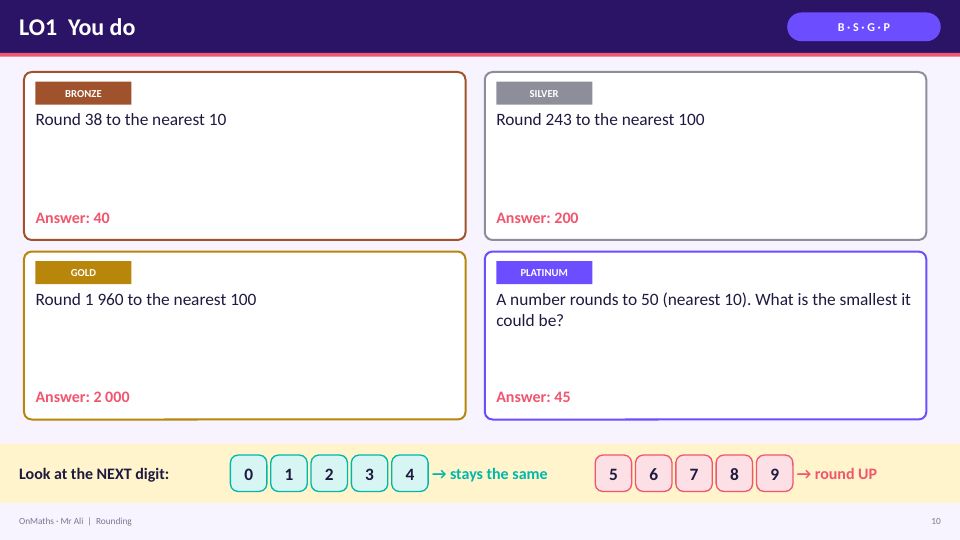 LO1  You do
B·S·G·P
BRONZE
Round 38 to the nearest 10
Answer: 40
SILVER
Round 243 to the nearest 100
Answer: 200
GOLD
Round 1 960 to the nearest 100
Answer: 2 000
PLATINUM
A number rounds to 50 (nearest 10). What is the smallest it
could be?
Answer: 45
Look at the NEXT digit: 0 1 2 3 4 → stays the same 5 6 7 8 9 → round UP
OnMaths · Mr Ali | Rounding
10